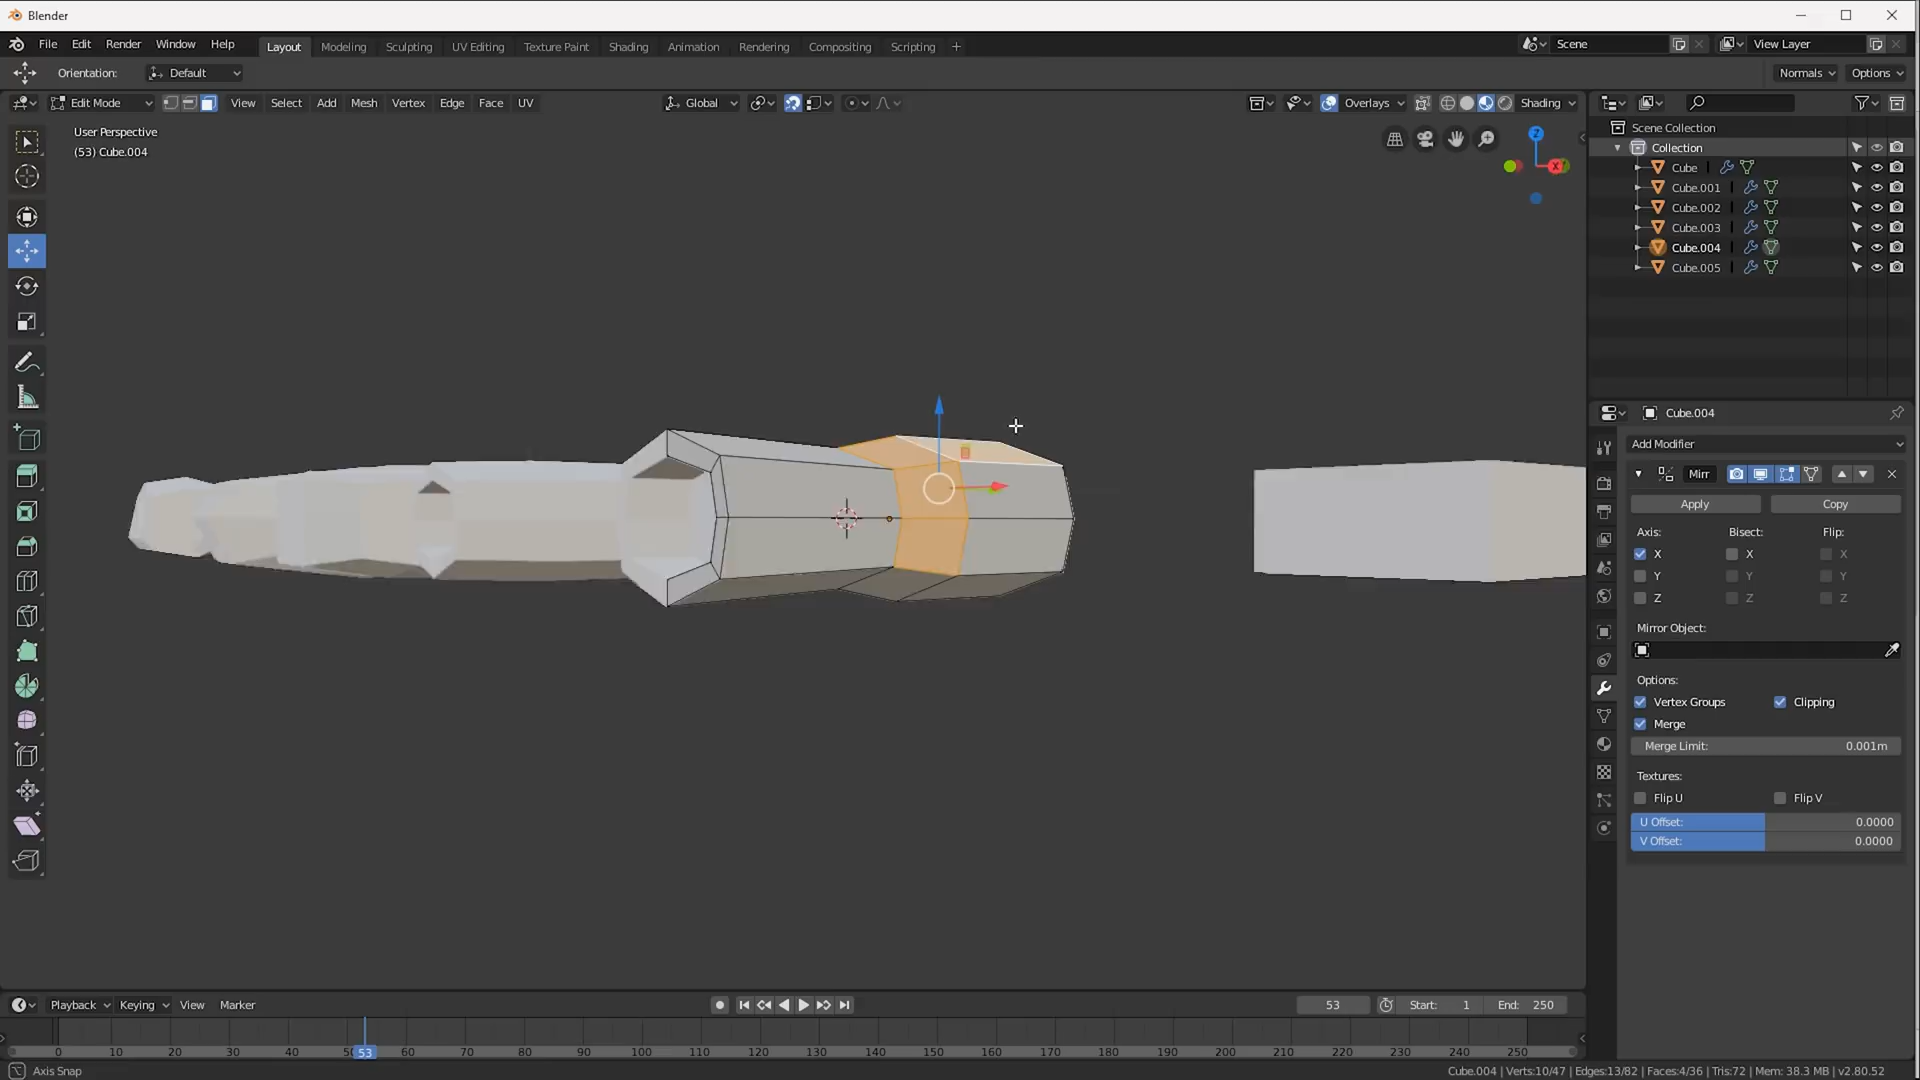 Blender
File Edit Render Window Help Layout Modeling Sculpting UV Editing Texture Paint Shading Animation Rendering Compositing Scripting + Scene View Layer
Orientation: Default Normals Options
Edit Mode View Select Add Mesh Vertex Edge Face UV Global Overlays Shading
User Perspective
(53) Cube.004
Z
X
Scene Collection
Collection
Cube
Cube.001
Cube.002
Cube.003
Cube.004
Cube.005
Cube.004
Add Modifier
Mirr
Apply Copy
Axis: Bisect: Flip:
X X X
Y Y Y
Z Z Z
Mirror Object:
Options:
Vertex Groups Clipping
Merge
Merge Limit: 0.001m
Textures:
Flip U Flip V
U Offset: 0.0000
V Offset: 0.0000
Playback Keying View Marker 53 Start: 1 End: 250
0 10 20 30 40 50 53 60 70 80 90 100 110 120 130 140 150 160 170 180 190 200 210 220 230 240 250
Axis Snap Cube.004 | Verts:10/47 | Edges:13/82 | Faces:4/36 | Tris:72 | Mem: 38.3 MB | v2.80.52